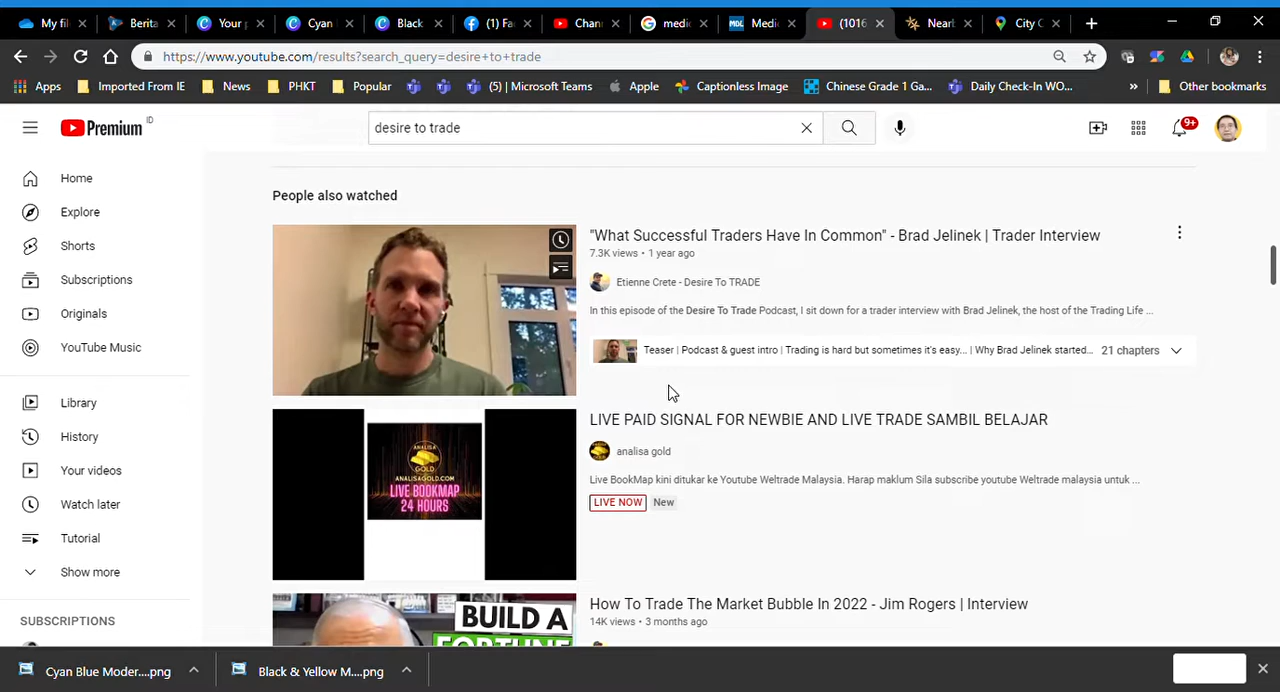 My fi
Berita
Your p
Cyan
Black
(1) Fa
Chan
medi
MDL Medi
(1016
Near
City C
https://www.youtube.com/results?search_query=desire+to+trade
Apps
Imported From IE
News
PHKT
Popular
(5) | Microsoft Teams
Apple
Captionless Image
Chinese Grade 1 Ga...
Daily Check-In WO...
»
Other bookmarks
Premium ID
desire to trade
9+
Home
Explore
Shorts
Subscriptions
Originals
YouTube Music
Library
History
Your videos
Watch later
Tutorial
Show more
SUBSCRIPTIONS
People also watched
"What Successful Traders Have In Common" - Brad Jelinek | Trader Interview
7.3K views • 1 year ago
Etienne Crete - Desire To TRADE
In this episode of the Desire To Trade Podcast, I sit down for a trader interview with Brad Jelinek, the host of the Trading Life ...
Teaser | Podcast & guest intro | Trading is hard but sometimes it's easy... | Why Brad Jelinek started...
21 chapters
ANALISA
GOLD
ANALISAGOLD.COM
LIVE BOOKMAP
24 HOURS
LIVE PAID SIGNAL FOR NEWBIE AND LIVE TRADE SAMBIL BELAJAR
analisa gold
Live BookMap kini ditukar ke Youtube Weltrade Malaysia. Harap maklum Sila subscribe youtube Weltrade malaysia untuk ...
LIVE NOW
New
BUILD A
FORTUNE
How To Trade The Market Bubble In 2022 - Jim Rogers | Interview
14K views • 3 months ago
Cyan Blue Moder....png
Black & Yellow M....png